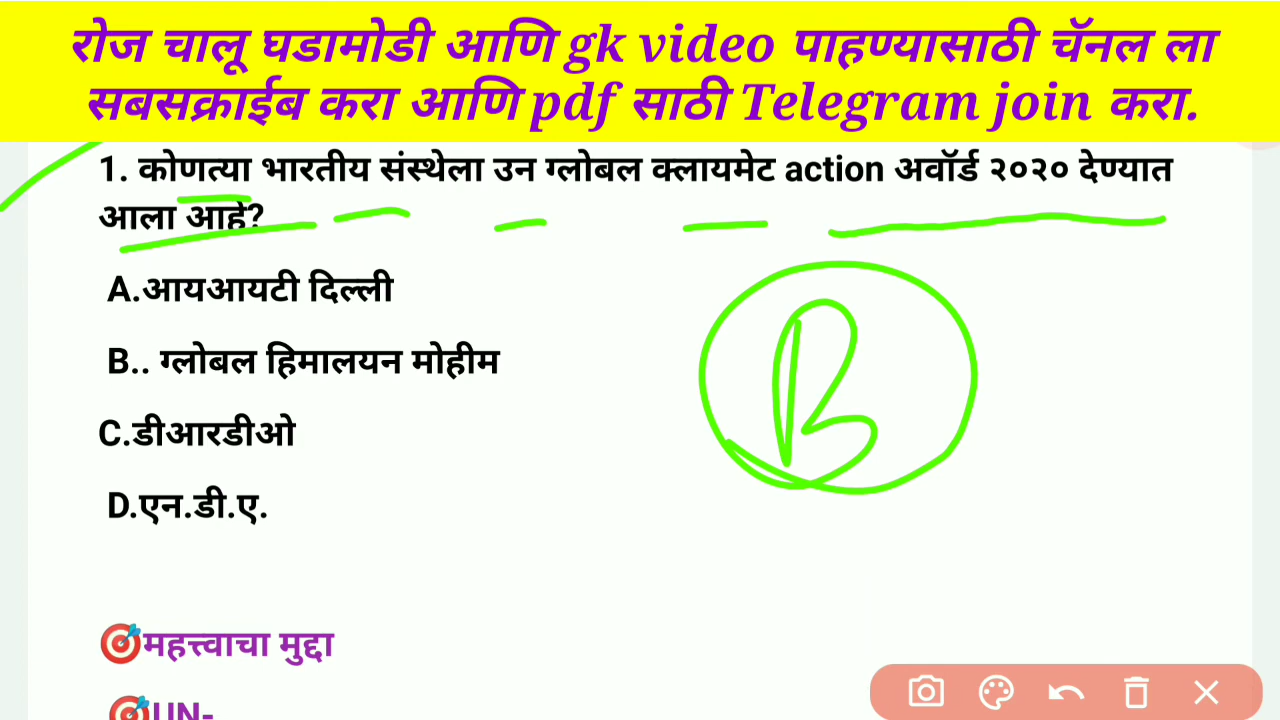 रोज चालू घडामोडी आणि gk video पाहण्यासाठी चॅनल ला
सबसक्राईब करा आणि pdf साठी Telegram join करा.
1. कोणत्या भारतीय संस्थेला उन ग्लोबल क्लायमेट action अवॉर्ड २०२० देण्यात
आला आहे?
A.आयआयटी दिल्ली
B.. ग्लोबल हिमालयन मोहीम
B
C.डीआरडीओ
D.एन.डी.ए.
महत्त्वाचा मुद्दा
UN-